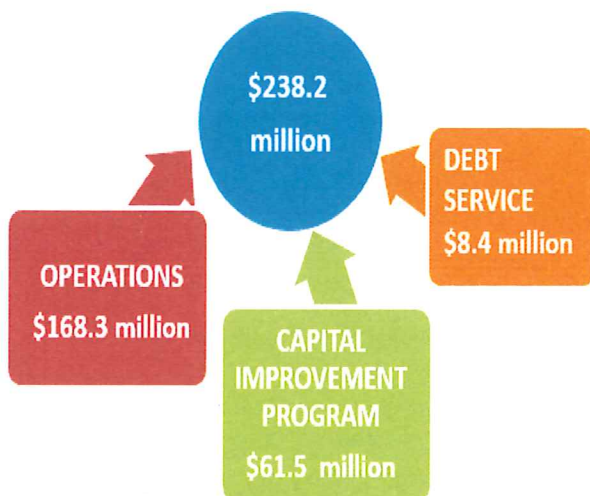 $238.2
million
DEBT
SERVICE
$8.4 million
OPERATIONS
$168.3 million
CAPITAL
IMPROVEMENT
PROGRAM
$61.5 million